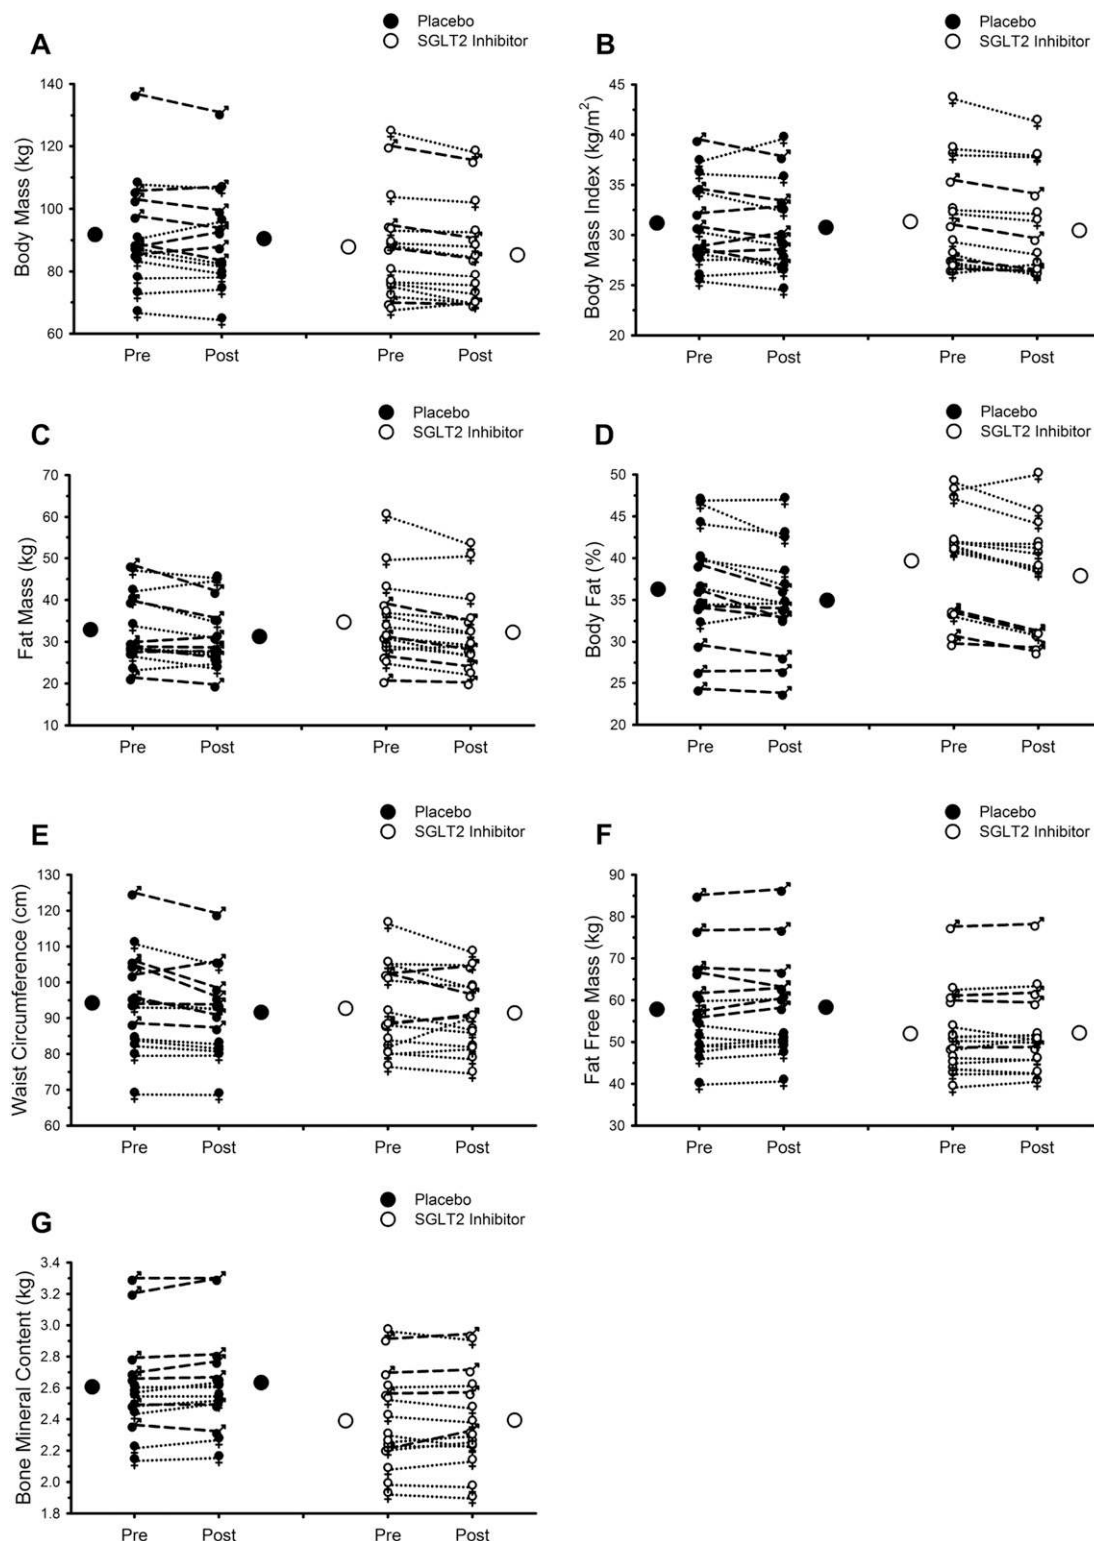 A
Placebo
SGLT2 Inhibitor
Body Mass (kg)
140
120
100
80
60
Pre
Post
Pre
Post
B
Placebo
SGLT2 Inhibitor
Body Mass Index (kg/m²)
45
40
35
30
25
20
Pre
Post
Pre
Post
C
Placebo
SGLT2 Inhibitor
Fat Mass (kg)
70
60
50
40
30
20
10
Pre
Post
Pre
Post
D
Placebo
SGLT2 Inhibitor
Body Fat (%)
50
45
40
35
30
25
20
Pre
Post
Pre
Post
E
Placebo
SGLT2 Inhibitor
Waist Circumference (cm)
130
120
110
100
90
80
70
60
Pre
Post
Pre
Post
F
Placebo
SGLT2 Inhibitor
Fat Free Mass (kg)
90
80
70
60
50
40
30
Pre
Post
Pre
Post
G
Placebo
SGLT2 Inhibitor
Bone Mineral Content (kg)
3.4
3.2
3.0
2.8
2.6
2.4
2.2
2.0
1.8
Pre
Post
Pre
Post